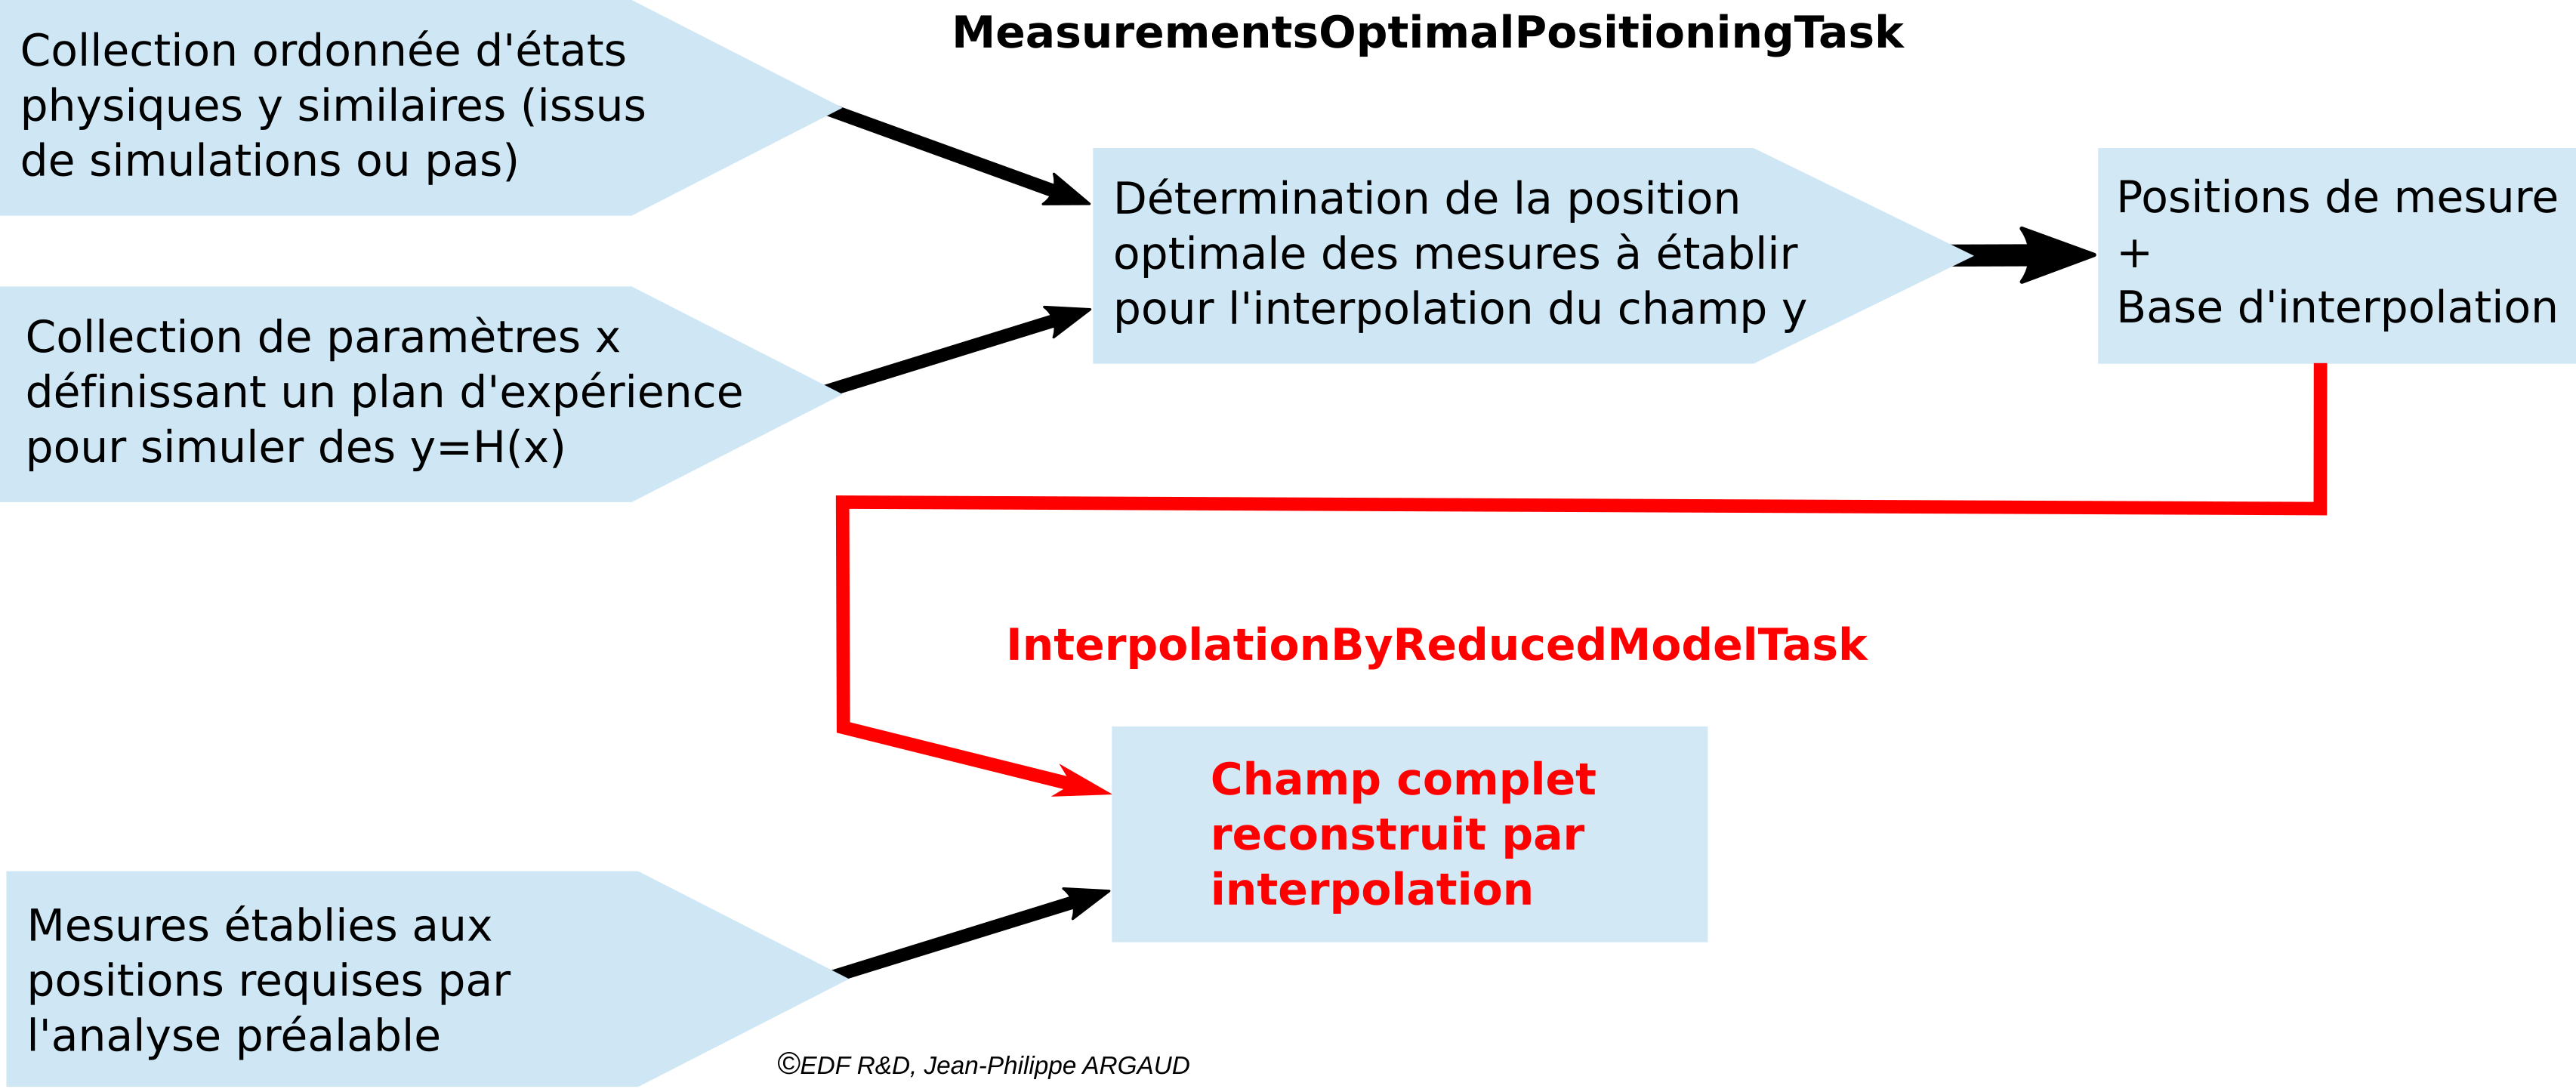 MeasurementsOptimalPositioningTask
Collection ordonnée d'états
physiques y similaires (issus
de simulations ou pas)
Collection de paramètres x
définissant un plan d'expérience
pour simuler des y=H(x)
Détermination de la position
optimale des mesures à établir
pour l'interpolation du champ y
Positions de mesure
+
Base d'interpolation
InterpolationByReducedModelTask
Champ complet
reconstruit par
interpolation
Mesures établies aux
positions requises par
l'analyse préalable
©EDF R&D, Jean-Philippe ARGAUD